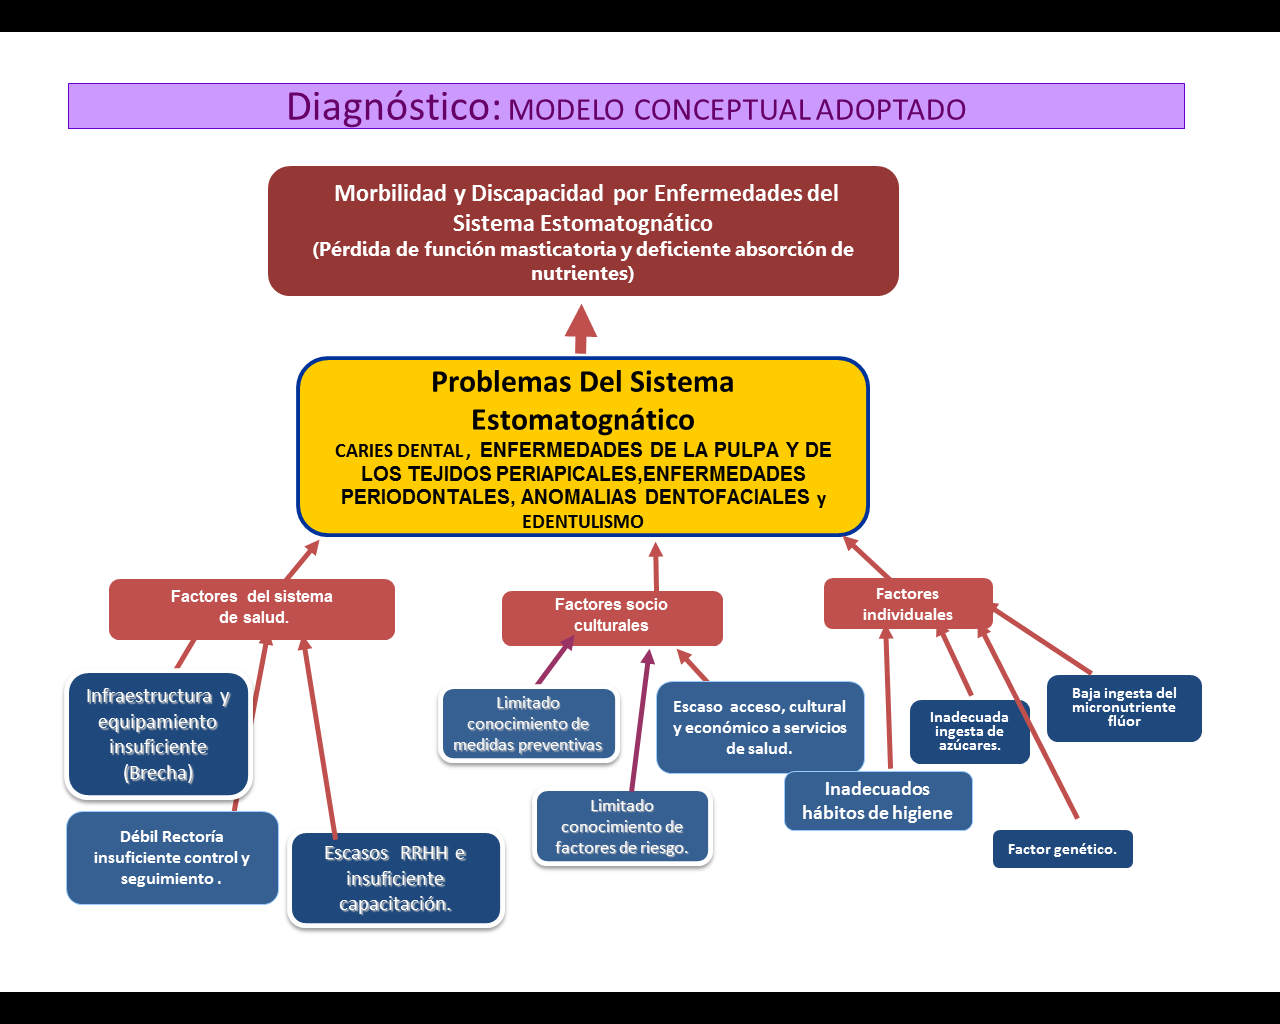 Diagnóstico: MODELO CONCEPTUAL ADOPTADO
Morbilidad y Discapacidad por Enfermedades del
Sistema Estomatognático
(Pérdida de función masticatoria y deficiente absorción de
nutrientes)
Problemas Del Sistema
Estomatognático
CARIES DENTAL, ENFERMEDADES DE LA PULPA Y DE
LOS TEJIDOS PERIAPICALES,ENFERMEDADES
PERIODONTALES, ANOMALIAS DENTOFACIALES y
EDENTULISMO
Factores del sistema
de salud.
Factores socio
culturales
Factores
individuales
Infraestructura y
equipamiento
insuficiente
(Brecha)
Débil Rectoría
insuficiente control y
seguimiento .
Escasos RRHH e
insuficiente
capacitación.
Limitado
conocimiento de
medidas preventivas
Limitado
conocimiento de
factores de riesgo.
Escaso acceso, cultural
y económico a servicios
de salud.
Inadecuados
hábitos de higiene
Inadecuada
ingesta de
azúcares.
Factor genético.
Baja ingesta del
micronutriente
flúor